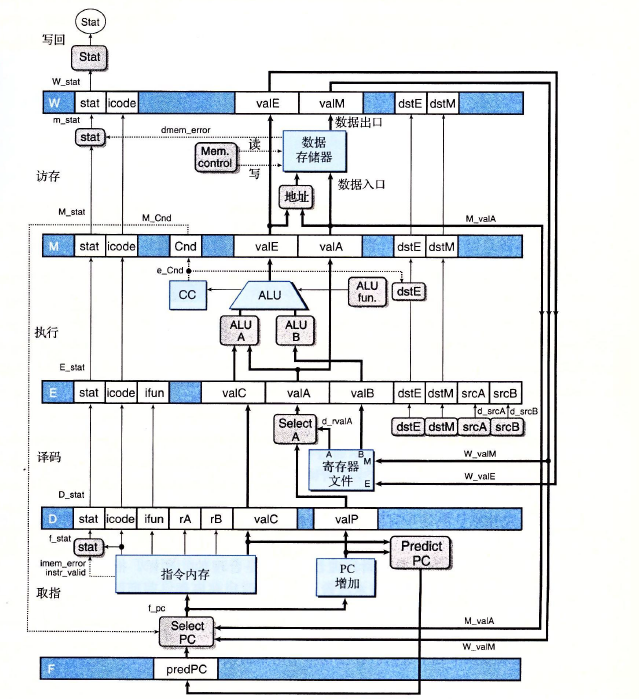 Stat
写回
Stat
W_stat
W stat icode valE valM dstE dstM
m_stat
数据出口
stat
dmem_error
读
数据
存储器
Mem.
control
写
访存
地址
数据入口
M_stat
M_Cnd
M_valA
M stat icode Cnd valE valA dstE dstM
e_Cnd
CC
ALU
ALU
fun.
dstE
执行
ALU
A
ALU
B
E_stat
E stat icode ifun valC valA valB dstE dstM srcA srcB
d_srcA d_srcB
Select
A
d_rvalA
dstE dstM srcA srcB
A B
M
寄存器
文件
E
W_valM
译码
W_valE
D_stat
D stat icode ifun rA rB valC valP
f_stat
stat
Predict
PC
imem_error
instr_valid
指令内存
PC
增加
取指
f_pc
Select
PC
M_valA
W_valM
F predPC